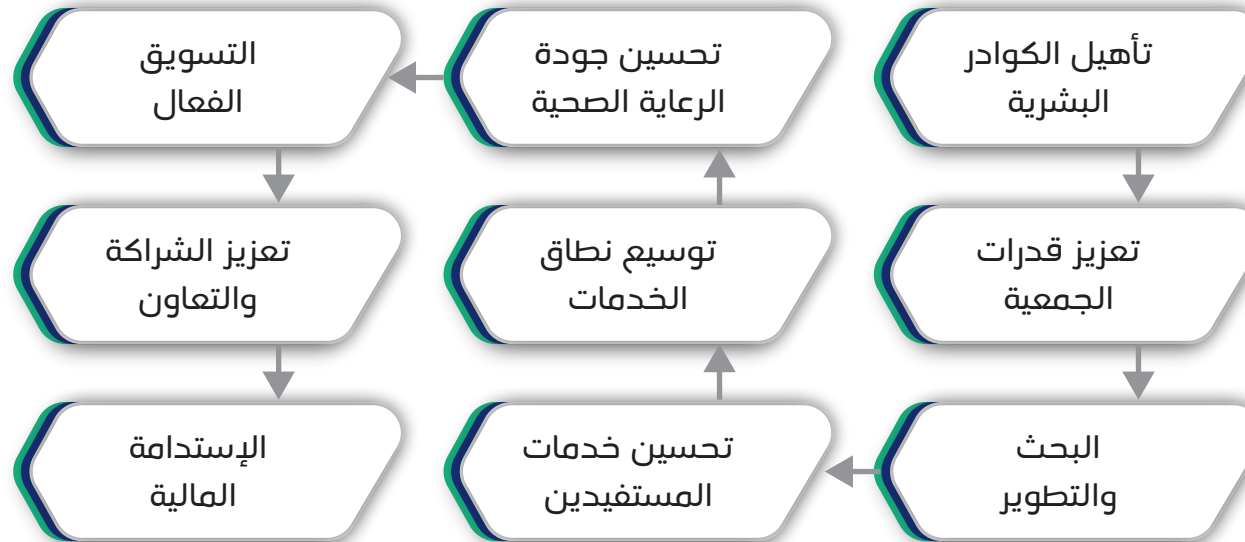 تأهيل الكوادر
البشرية
تعزيز قدرات
الجمعية
البحث
والتطوير
تحسين خدمات
المستفيدين
توسيع نطاق
الخدمات
تحسين جودة
الرعاية الصحية
التسويق
الفعال
تعزيز الشراكة
والتعاون
الإستدامة
المالية